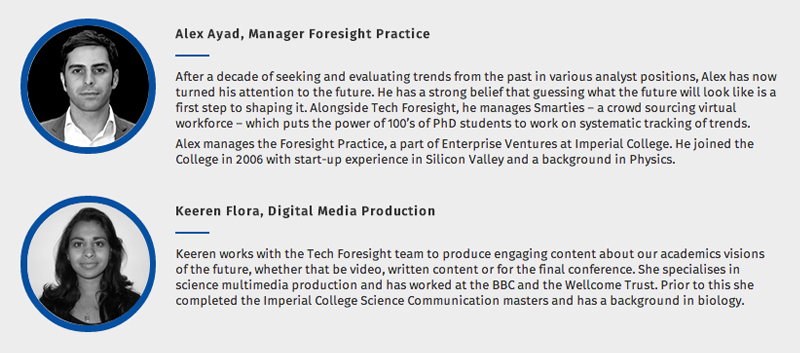 Alex Ayad, Manager Foresight Practice
After a decade of seeking and evaluating trends from the past in various analyst positions, Alex has now
turned his attention to the future. He has a strong belief that guessing what the future will look like is a
first step to shaping it. Alongside Tech Foresight, he manages Smarties – a crowd sourcing virtual
workforce – which puts the power of 100's of PhD students to work on systematic tracking of trends.
Alex manages the Foresight Practice, a part of Enterprise Ventures at Imperial College. He joined the
College in 2006 with start-up experience in Silicon Valley and a background in Physics.
Keeren Flora, Digital Media Production
Keeren works with the Tech Foresight team to produce engaging content about our academics visions
of the future, whether that be video, written content or for the final conference. She specialises in
science multimedia production and has worked at the BBC and the Wellcome Trust. Prior to this she
completed the Imperial College Science Communication masters and has a background in biology.